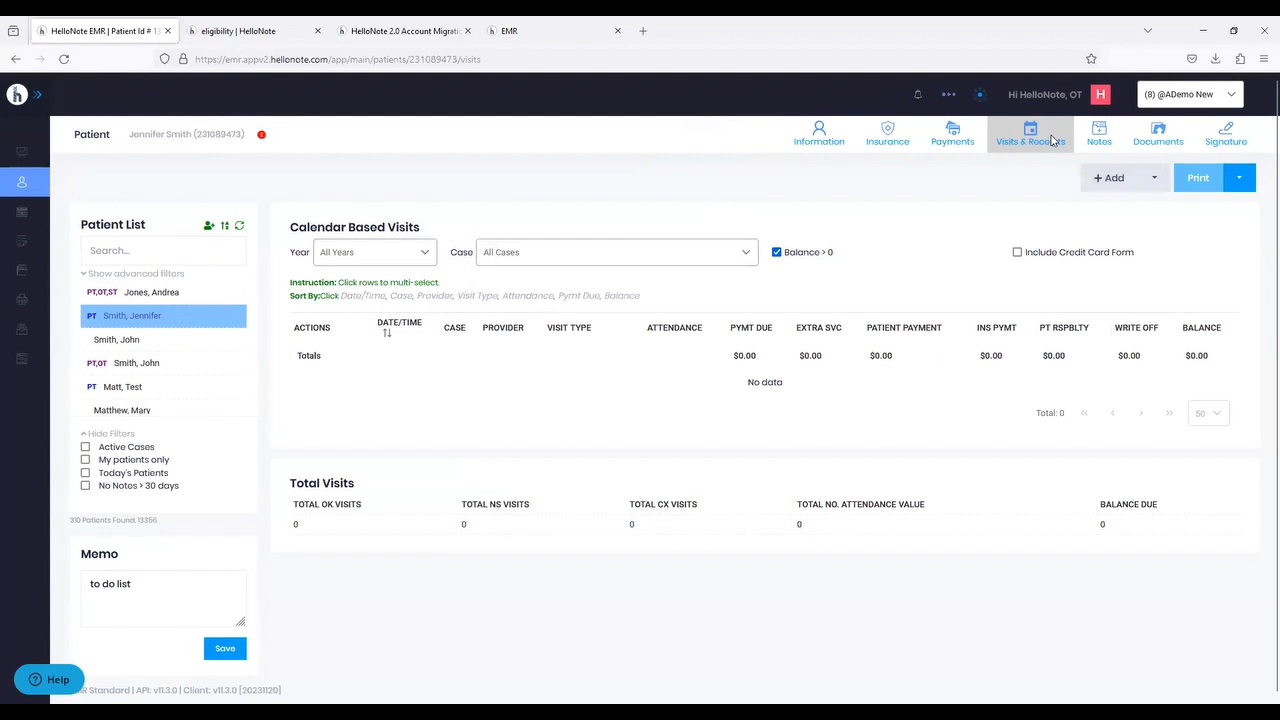 HelloNote EMR | Patient Id # 13
eligibility | HelloNote
HelloNote 2.0 Account Migrati
EMR
https://emr.appv2.hellonote.com/app/main/patients/231089473/visits
Hi HelloNote, OT
H
(8) @ADemo New
Patient
Jennifer Smith (231089473)
Information
Insurance
Payments
Visits & Receipts
Notes
Documents
Signature
+ Add
Print
Patient List
Search...
Show advanced filters
PT,OT,ST Jones, Andrea
PT Smith, Jennifer
Smith, John
PT,OT Smith, John
PT Matt, Test
Matthew, Mary
Hide Filters
Active Cases
My patients only
Today's Patients
No Notes > 30 days
310 Patients Found, 13356
Memo
to do list
Save
Calendar Based Visits
Year All Years Case All Cases Balance > 0 Include Credit Card Form
Instruction: Click rows to multi-select.
Sort By:Click Date/Time, Case, Provider, Visit Type, Attendance, Pymt Due, Balance
ACTIONS DATE/TIME CASE PROVIDER VISIT TYPE ATTENDANCE PYMT DUE EXTRA SVC PATIENT PAYMENT INS PYMT PT RSPBLTY WRITE OFF BALANCE
Totals $0.00 $0.00 $0.00 $0.00 $0.00 $0.00 $0.00
No data
Total: 0 50
Total Visits
TOTAL OK VISITS TOTAL NS VISITS TOTAL CX VISITS TOTAL NO. ATTENDANCE VALUE BALANCE DUE
0 0 0 0 0
Help
Standard | API: v11.3.0 | Client: v11.3.0 [20231120]